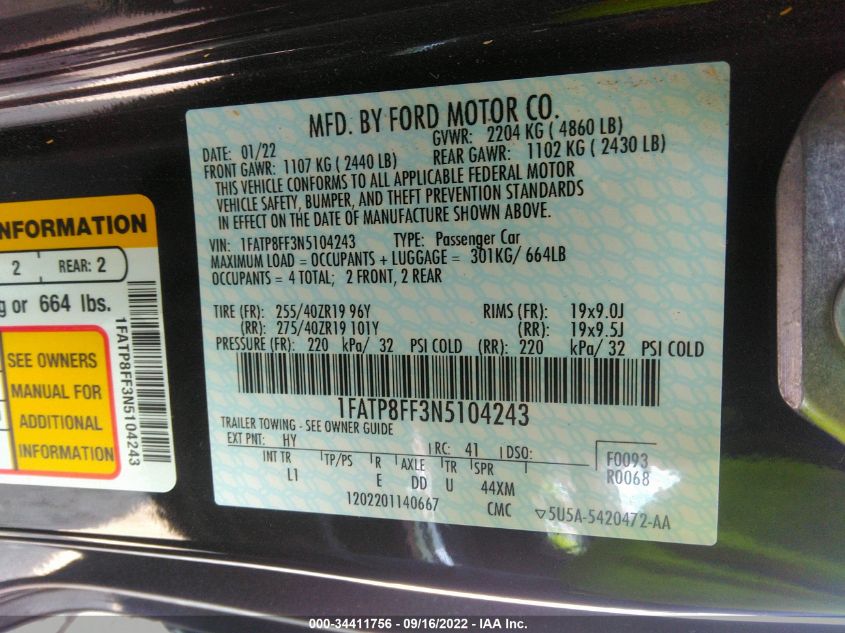 MFD. BY FORD MOTOR CO.
DATE: 01/22 GVWR: 2204 KG ( 4860 LB)
FRONT GAWR: 1107 KG ( 2440 LB) REAR GAWR: 1102 KG ( 2430 LB)
THIS VEHICLE CONFORMS TO ALL APPLICABLE FEDERAL MOTOR
VEHICLE SAFETY, BUMPER, AND THEFT PREVENTION STANDARDS
IN EFFECT ON THE DATE OF MANUFACTURE SHOWN ABOVE.
VIN: 1FATP8FF3N5104243 TYPE: Passenger Car
MAXIMUM LOAD = OCCUPANTS + LUGGAGE = 301KG/ 664LB
OCCUPANTS = 4 TOTAL; 2 FRONT, 2 REAR
TIRE (FR): 255/40ZR19 96Y RIMS (FR): 19x9.0J
(RR): 275/40ZR19 101Y (RR): 19x9.5J
PRESSURE (FR): 220 kPa/ 32 PSI COLD (RR): 220 kPa/ 32 PSI COLD
1FATP8FF3N5104243
TRAILER TOWING - SEE OWNER GUIDE
EXT PNT: HY RC: 41 DSO: F0093
R0068
INT TR TP/PS R AXLE TR SPR
L1 E DD U 44XM
1202201140667 CMC ▽5U5A-5420472-AA
INFORMATION
2 REAR: 2
g or 664 lbs.
SEE OWNERS
MANUAL FOR
ADDITIONAL
INFORMATION
1FATP8FF3N5104243
000-34411756 - 09/16/2022 - IAA Inc.